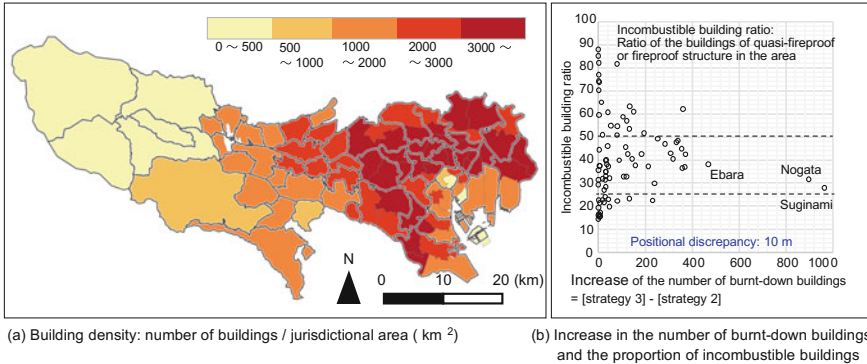 0 ~ 500
500 ~ 1000
1000 ~ 2000
2000 ~ 3000
3000 ~
N
0 10 20 (km)
(a) Building density: number of buildings / jurisdictional area ( km 2)
Incombustible building ratio
100
90
80
70
60
50
40
30
20
10
0
Incombustible building ratio:
Ratio of the buildings of quasi-fireproof
or fireproof structure in the area
Ebara
Nogata
Suginami
Positional discrepancy: 10 m
0 200 400 600 800 1000
Increase of the number of burnt-down buildings
= [strategy 3] - [strategy 2]
(b) Increase in the number of burnt-down buildings
and the proportion of incombustible buildings